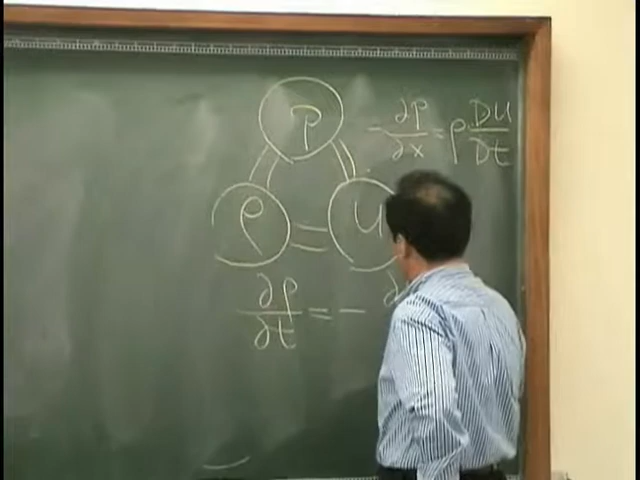 P
-∂p/∂x = ρ DU/Dt
ρ = U
∂ρ/∂t = - ∂